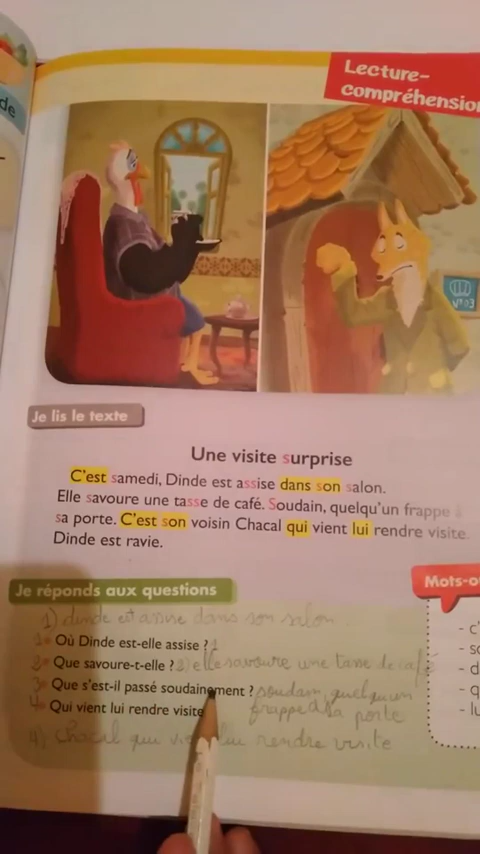 de
Lecture-
compréhension
N° 03
Je lis le texte
Une visite surprise
C'est samedi, Dinde est assise dans son salon.
Elle savoure une tasse de café. Soudain, quelqu'un frappe à
sa porte. C'est son voisin Chacal qui vient lui rendre visite.
Dinde est ravie.
Je réponds aux questions
Mots-o
1) dinde est assise dans son salon
1 Où Dinde est-elle assise ? 1
2 Que savoure-t-elle ? 2) elle savoure une tasse de café
3 Que s'est-il passé soudainement ? soudain, quelqu'un
frappe à sa porte
4 Qui vient lui rendre visite
4) chacal qui vient lui rendre visite
- c'
- so
- d
- q
- lu